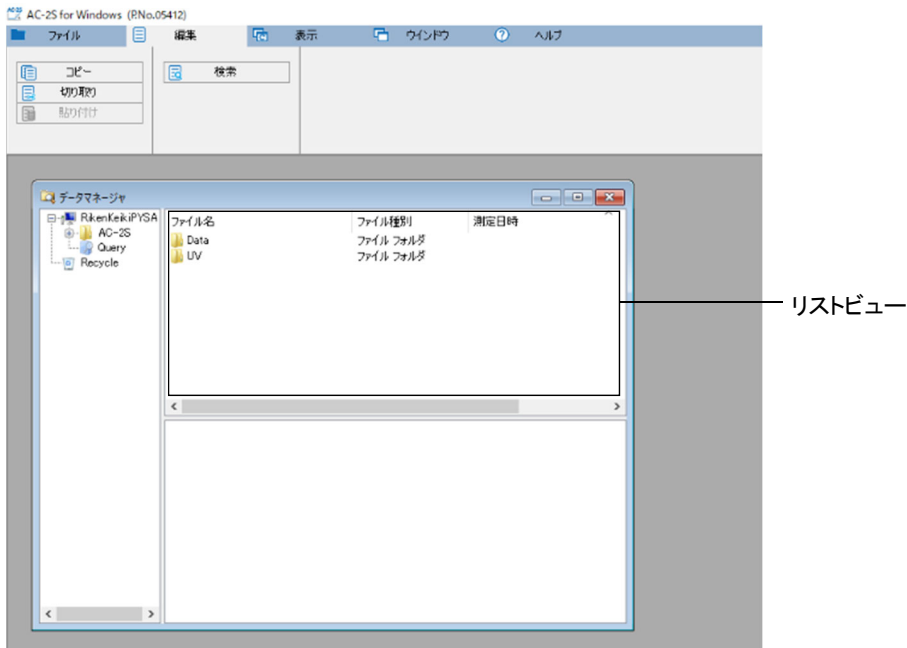 AC-2S for Windows (P.No.05412)
ファイル 編集 表示 ウインドウ ヘルプ
コピー 検索
切り取り
貼り付け
データマネージャ
RikenKeikiPYSA
AC-2S
Query
Recycle
ファイル名 ファイル種別 測定日時
Data ファイル フォルダ
UV ファイル フォルダ
リストビュー